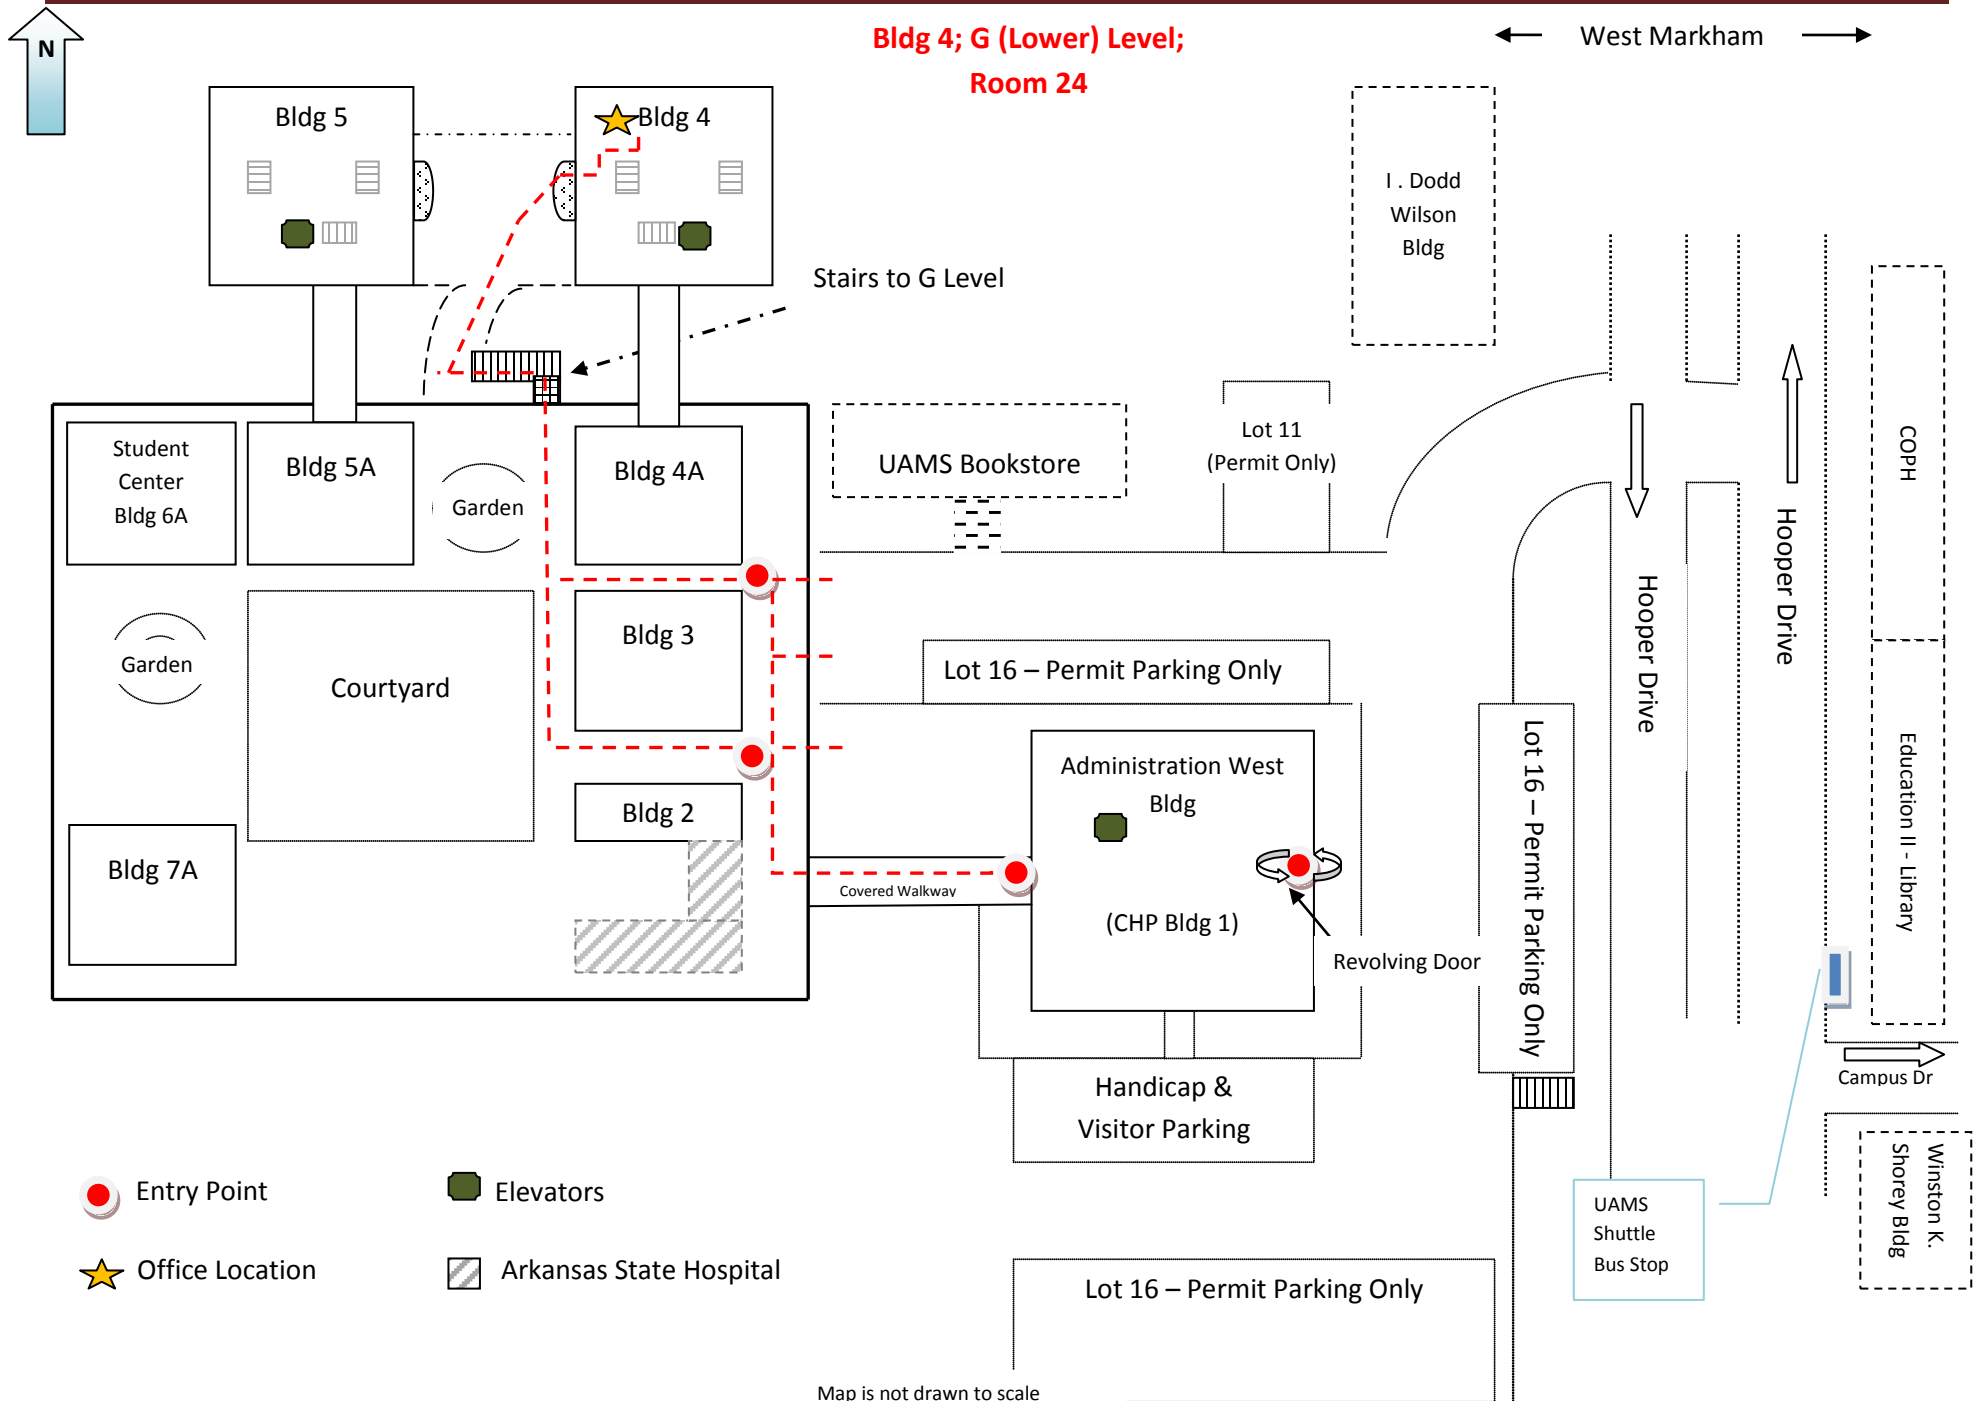 N
Bldg 4; G (Lower) Level;
Room 24
West Markham
Bldg 5
Bldg 4
I . Dodd
Wilson
Bldg
Stairs to G Level
Student
Center
Bldg 6A
Bldg 5A
Garden
Bldg 4A
UAMS Bookstore
Lot 11
(Permit Only)
COPH
Hooper Drive
Hooper Drive
Garden
Courtyard
Bldg 3
Lot 16 – Permit Parking Only
Bldg 2
Bldg 7A
Covered Walkway
Administration West
Bldg
(CHP Bldg 1)
Revolving Door
Lot 16 – Permit Parking Only
Education II - Library
Campus Dr
Handicap &
Visitor Parking
Winston K.
Shorey Bldg
UAMS
Shuttle
Bus Stop
Entry Point
Elevators
Office Location
Arkansas State Hospital
Lot 16 – Permit Parking Only
Map is not drawn to scale